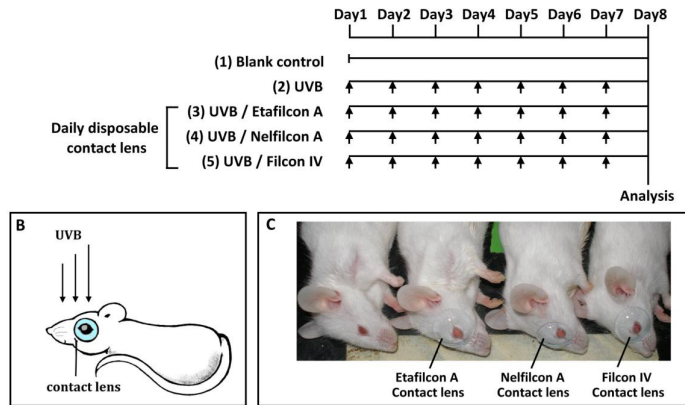 Day1 Day2 Day3 Day4 Day5 Day6 Day7 Day8
(1) Blank control
(2) UVB
Daily disposable
contact lens
(3) UVB / Etafilcon A
(4) UVB / Nelfilcon A
(5) UVB / Filcon IV
Analysis
B
UVB
contact lens
C
Etafilcon A
Contact lens
Nelfilcon A
Contact lens
Filcon IV
Contact lens